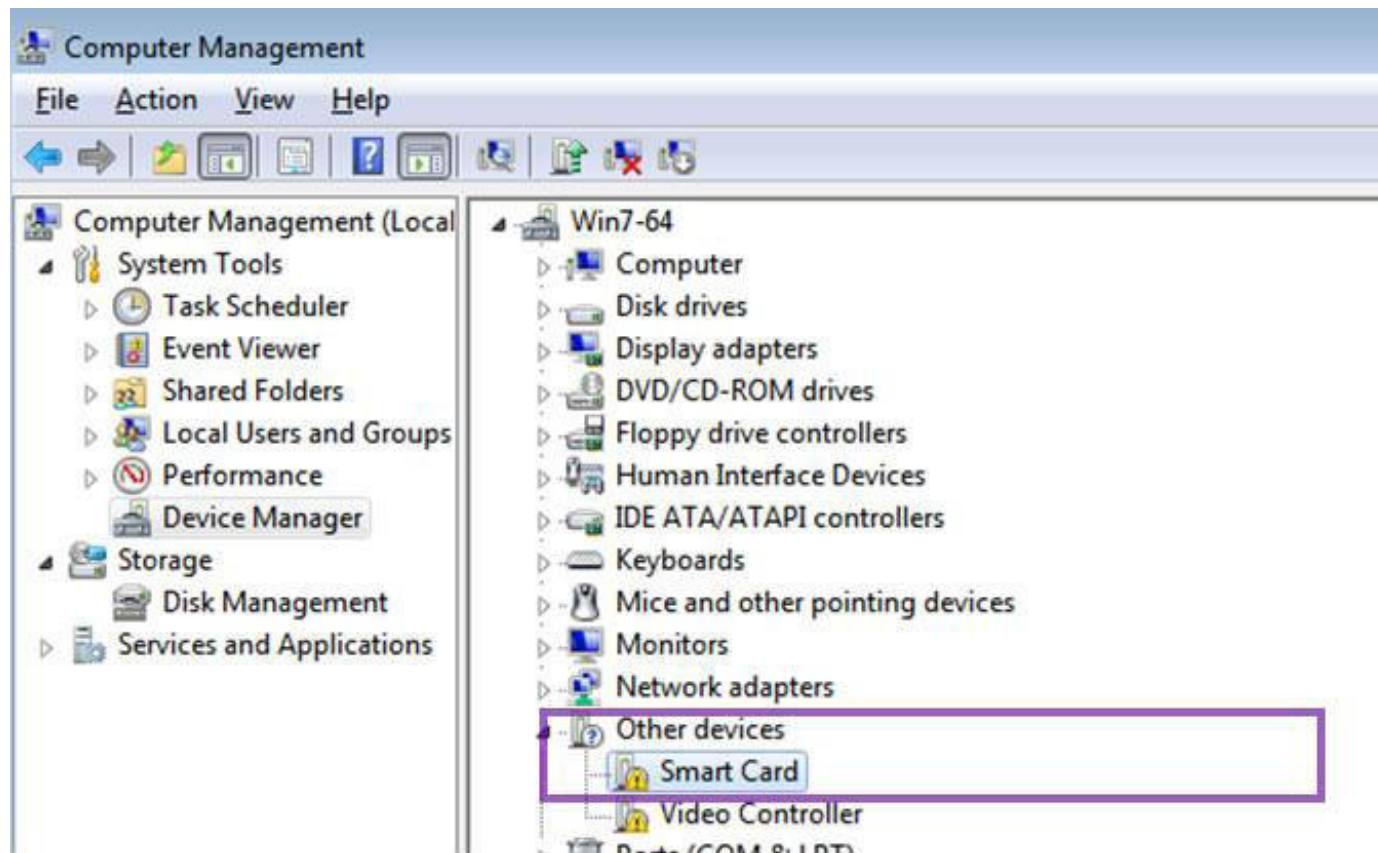 Computer Management
File Action View Help
Computer Management (Local
System Tools
Task Scheduler
Event Viewer
Shared Folders
Local Users and Groups
Performance
Device Manager
Storage
Disk Management
Services and Applications
Win7-64
Computer
Disk drives
Display adapters
DVD/CD-ROM drives
Floppy drive controllers
Human Interface Devices
IDE ATA/ATAPI controllers
Keyboards
Mice and other pointing devices
Monitors
Network adapters
Other devices
Smart Card
Video Controller
Ports (COM & LPT)